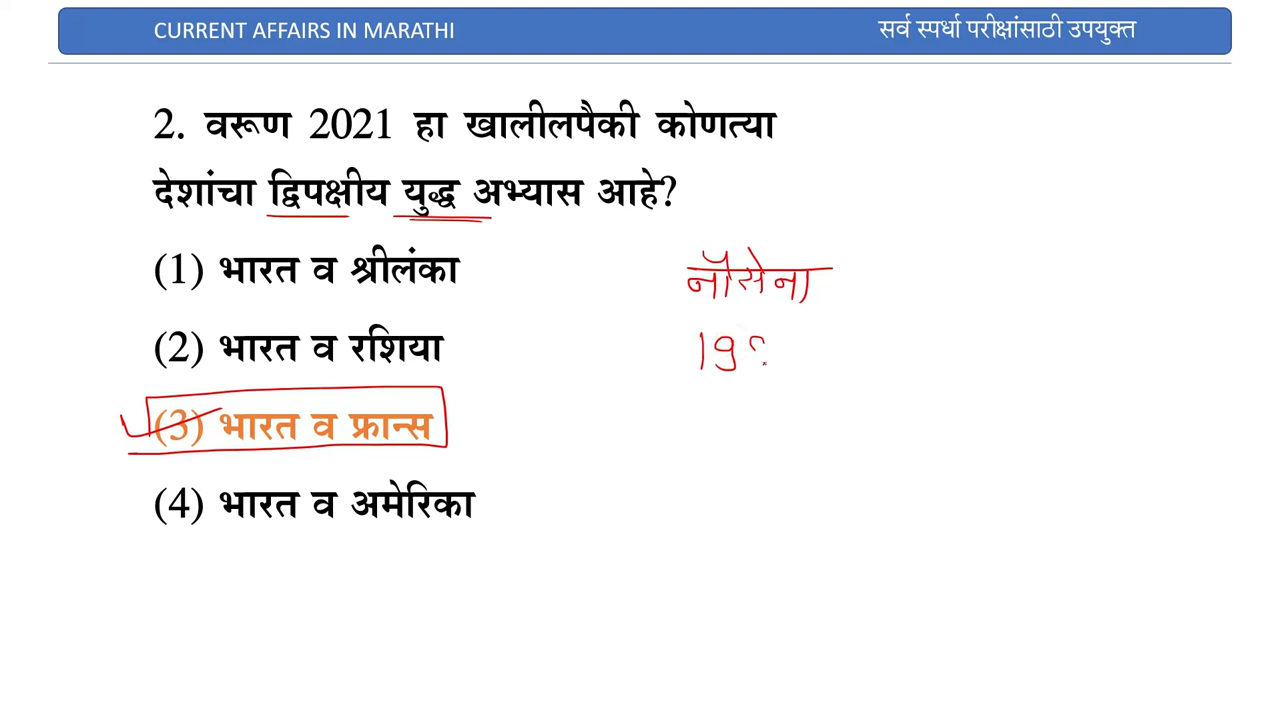 CURRENT AFFAIRS IN MARATHI
सर्व स्पर्धा परीक्षांसाठी उपयुक्त
2. वरूण 2021 हा खालीलपैकी कोणत्या
देशांचा द्विपक्षीय युद्ध अभ्यास आहे?
(1) भारत व श्रीलंका
(2) भारत व रशिया
(3) भारत व फ्रान्स
(4) भारत व अमेरिका
नौसेना